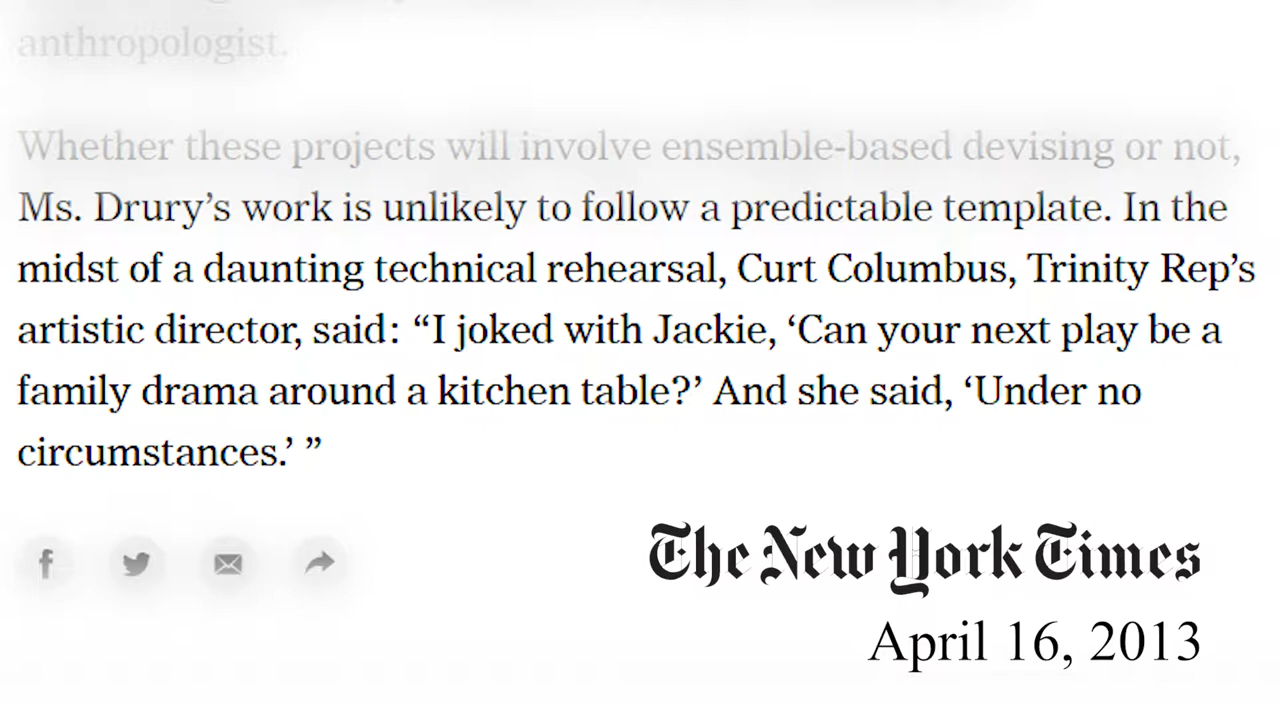 anthropologist.
Whether these projects will involve ensemble-based devising or not,
Ms. Drury’s work is unlikely to follow a predictable template. In the
midst of a daunting technical rehearsal, Curt Columbus, Trinity Rep’s
artistic director, said: “I joked with Jackie, ‘Can your next play be a
family drama around a kitchen table?’ And she said, ‘Under no
circumstances.’ ”
The New York Times
April 16, 2013